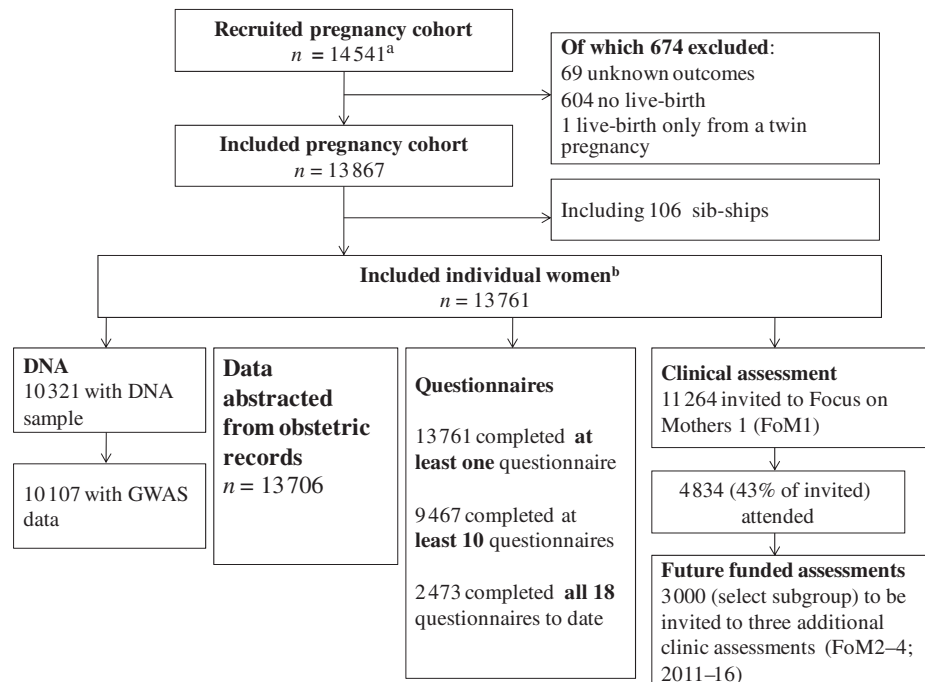 Recruited pregnancy cohort
n = 14541a
Of which 674 excluded:
69 unknown outcomes
604 no live-birth
1 live-birth only from a twin
pregnancy
Included pregnancy cohort
n = 13867
Including 106 sib-ships
Included individual womenb
n = 13761
DNA
10321 with DNA
sample
10107 with GWAS
data
Data
abstracted
from obstetric
records
n = 13706
Questionnaires
13761 completed at
least one questionnaire
9467 completed at
least 10 questionnaires
2473 completed all 18
questionnaires to date
Clinical assessment
11264 invited to Focus on
Mothers 1 (FoM1)
4834 (43% of invited)
attended
Future funded assessments
3000 (select subgroup) to be
invited to three additional
clinic assessments (FoM2–4;
2011–16)